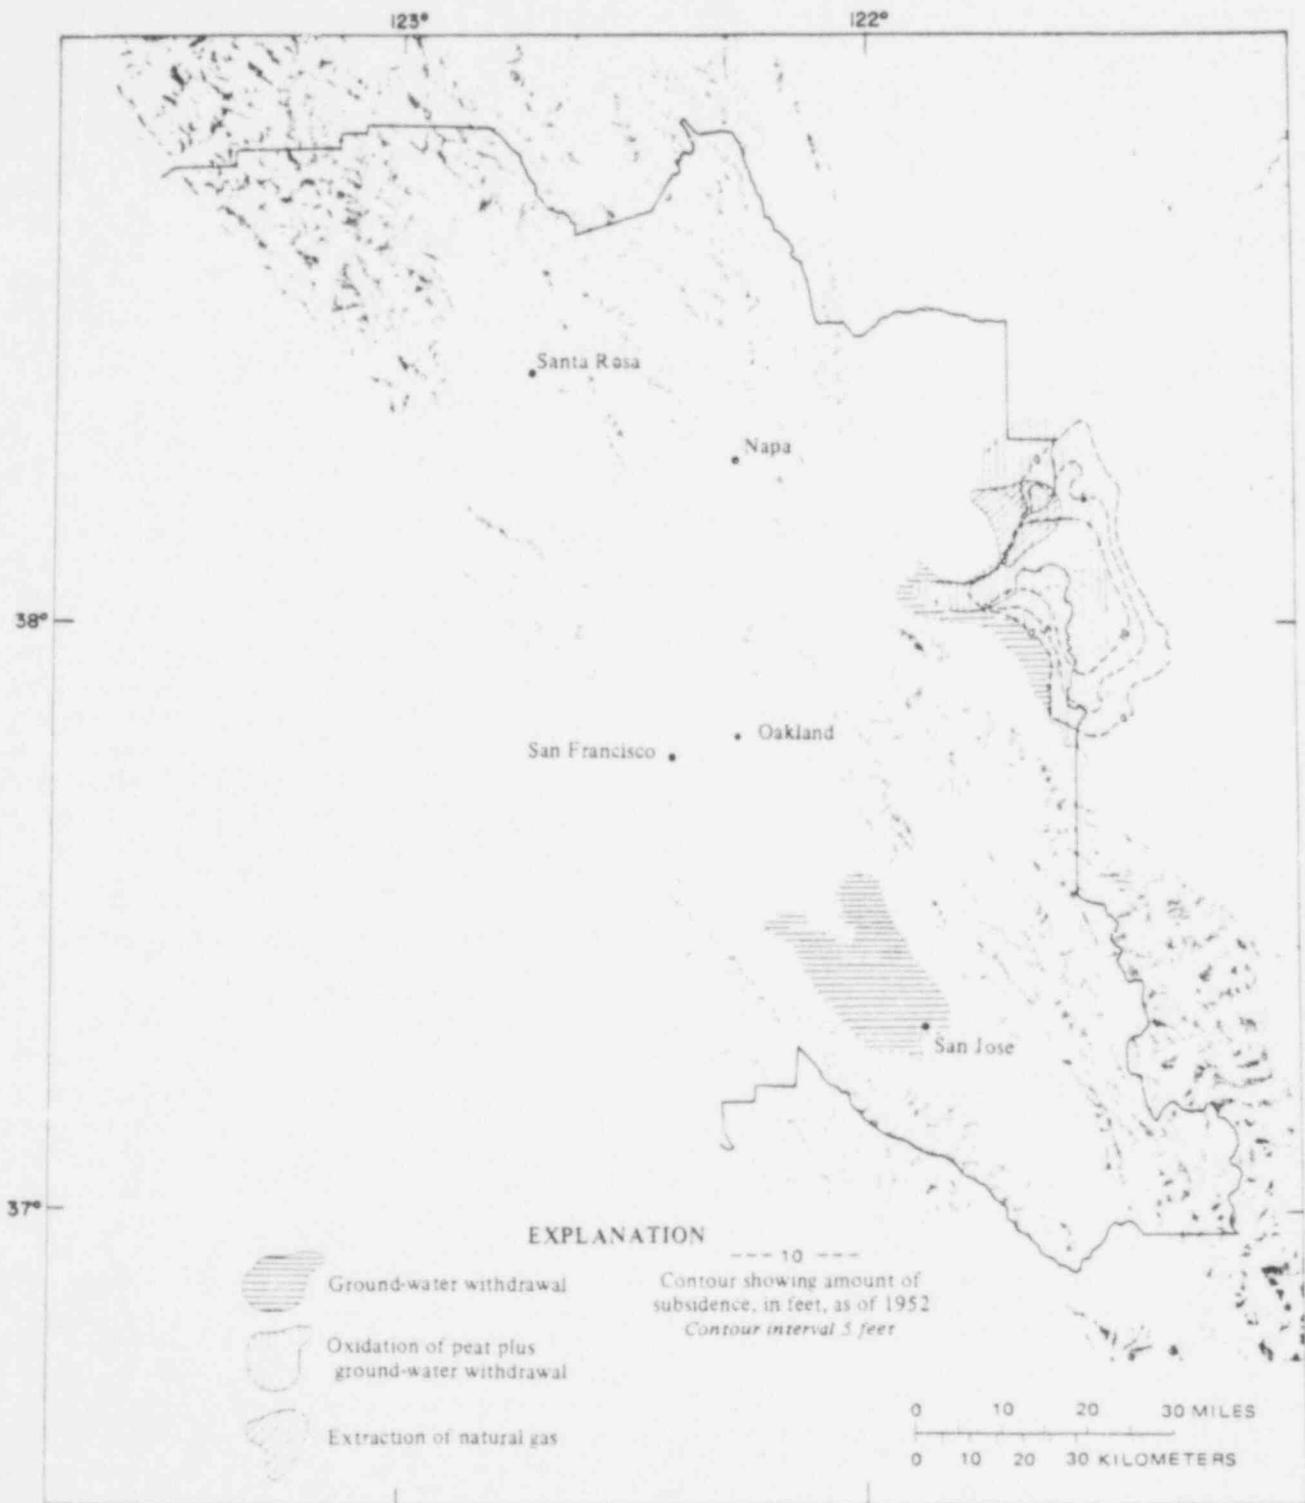 123°
122°
Santa Rosa
Napa
38°
10
San Francisco
Oakland
San Jose
37°
EXPLANATION
Ground-water withdrawal
Oxidation of peat plus
ground-water withdrawal
Extraction of natural gas
--- 10 ---
Contour showing amount of
subsidence, in feet, as of 1952
Contour interval 5 feet
0 10 20 30 MILES
0 10 20 30 KILOMETERS